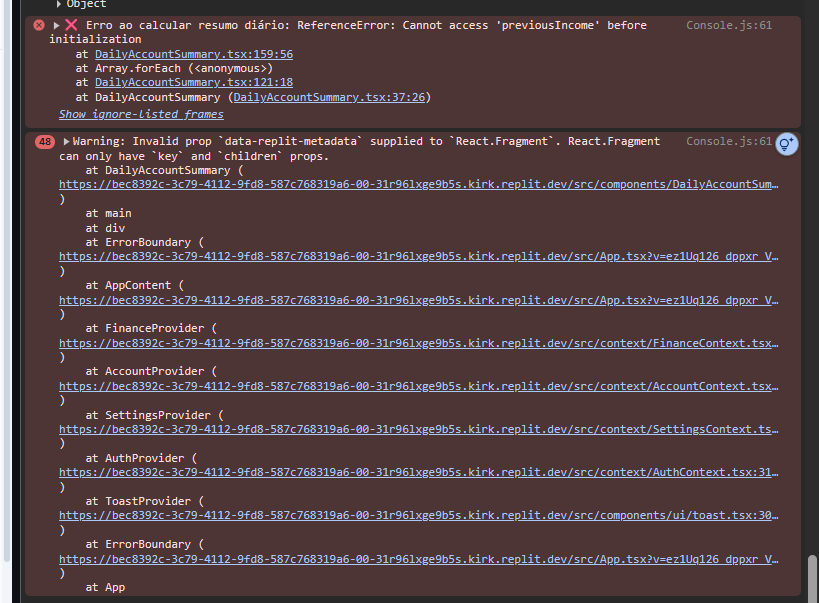 ▶ Object
▶ ❌ Erro ao calcular resumo diário: ReferenceError: Cannot access 'previousIncome' before Console.js:61
initialization
at DailyAccountSummary.tsx:159:56
at Array.forEach (<anonymous>)
at DailyAccountSummary.tsx:121:18
at DailyAccountSummary (DailyAccountSummary.tsx:37:26)
Show ignore-listed frames
48 ▶ Warning: Invalid prop `data-replit-metadata` supplied to `React.Fragment`. React.Fragment Console.js:61
can only have `key` and `children` props.
at DailyAccountSummary (
https://bec8392c-3c79-4112-9fd8-587c768319a6-00-31r96lxge9b5s.kirk.replit.dev/src/components/DailyAccountSum…
)
at main
at div
at ErrorBoundary (
https://bec8392c-3c79-4112-9fd8-587c768319a6-00-31r96lxge9b5s.kirk.replit.dev/src/App.tsx?v=ez1Uq126_dppxr_V…
)
at AppContent (
https://bec8392c-3c79-4112-9fd8-587c768319a6-00-31r96lxge9b5s.kirk.replit.dev/src/App.tsx?v=ez1Uq126_dppxr_V…
)
at FinanceProvider (
https://bec8392c-3c79-4112-9fd8-587c768319a6-00-31r96lxge9b5s.kirk.replit.dev/src/context/FinanceContext.tsx…
)
at AccountProvider (
https://bec8392c-3c79-4112-9fd8-587c768319a6-00-31r96lxge9b5s.kirk.replit.dev/src/context/AccountContext.tsx…
)
at SettingsProvider (
https://bec8392c-3c79-4112-9fd8-587c768319a6-00-31r96lxge9b5s.kirk.replit.dev/src/context/SettingsContext.ts…
)
at AuthProvider (
https://bec8392c-3c79-4112-9fd8-587c768319a6-00-31r96lxge9b5s.kirk.replit.dev/src/context/AuthContext.tsx:31…
)
at ToastProvider (
https://bec8392c-3c79-4112-9fd8-587c768319a6-00-31r96lxge9b5s.kirk.replit.dev/src/components/ui/toast.tsx:30…
)
at ErrorBoundary (
https://bec8392c-3c79-4112-9fd8-587c768319a6-00-31r96lxge9b5s.kirk.replit.dev/src/App.tsx?v=ez1Uq126_dppxr_V…
)
at App